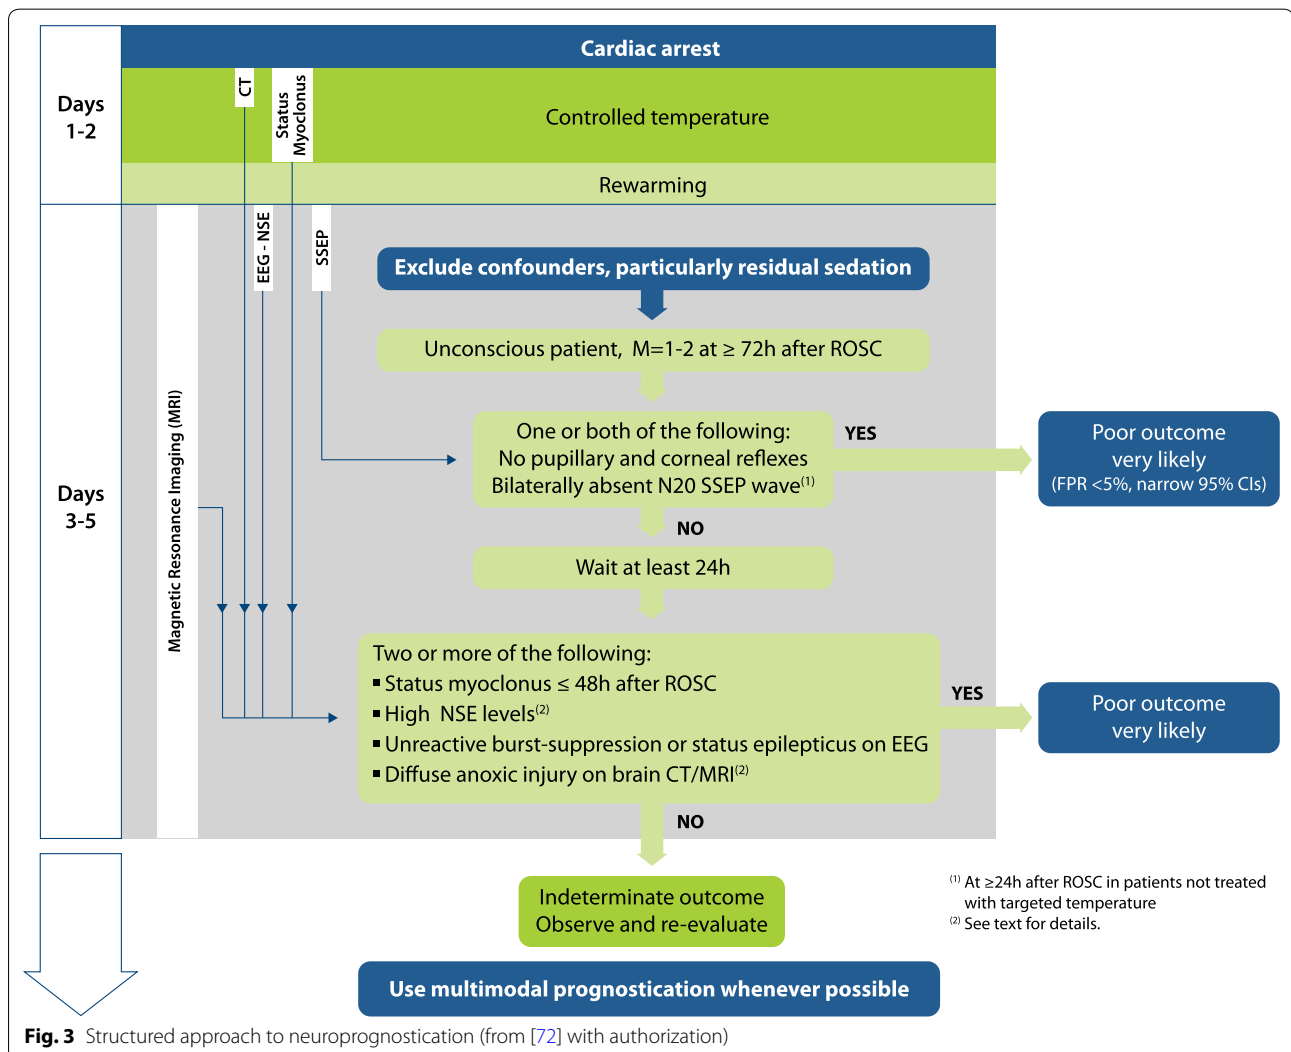 Cardiac arrest
Days
1-2
CT
Status
Myoclonus
Controlled temperature
Rewarming
Days
3-5
Magnetic Resonance Imaging (MRI)
EEG - NSE
SSEP
Exclude confounders, particularly residual sedation
Unconscious patient, M=1-2 at ≥ 72h after ROSC
One or both of the following:
No pupillary and corneal reflexes
Bilaterally absent N20 SSEP wave(1)
YES
Poor outcome
very likely
(FPR <5%, narrow 95% CIs)
NO
Wait at least 24h
Two or more of the following:
▪ Status myoclonus ≤ 48h after ROSC
▪ High NSE levels(2)
▪ Unreactive burst-suppression or status epilepticus on EEG
▪ Diffuse anoxic injury on brain CT/MRI(2)
YES
Poor outcome
very likely
NO
Indeterminate outcome
Observe and re-evaluate
(1) At ≥24h after ROSC in patients not treated
with targeted temperature
(2) See text for details.
Use multimodal prognostication whenever possible
Fig. 3 Structured approach to neuroprognostication (from [72] with authorization)